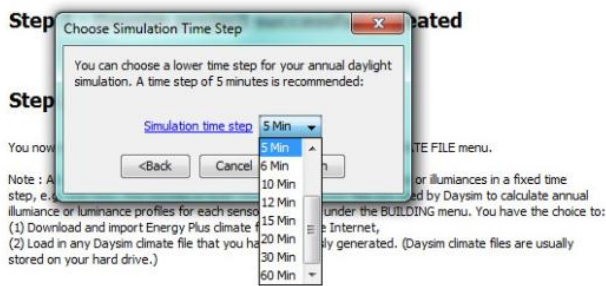 Step eated
Choose Simulation Time Step
You can choose a lower time step for your annual daylight
simulation. A time step of 5 minutes is recommended:
Step
Simulation time step 5 Min
5 Min
6 Min
10 Min
12 Min
15 Min
20 Min
30 Min
60 Min
<Back Cancel
You now TE FILE menu.
Note : A or illuminances in a fixed time
step, e.g. ed by Daysim to calculate annual
illumiance or luminance profiles for each senso under the BUILDING menu. You have the choice to:
(1) Download and import Energy Plus climate f e Internet,
(2) Load in any Daysim climate file that you ha sly generated. (Daysim climate files are usually
stored on your hard drive.)